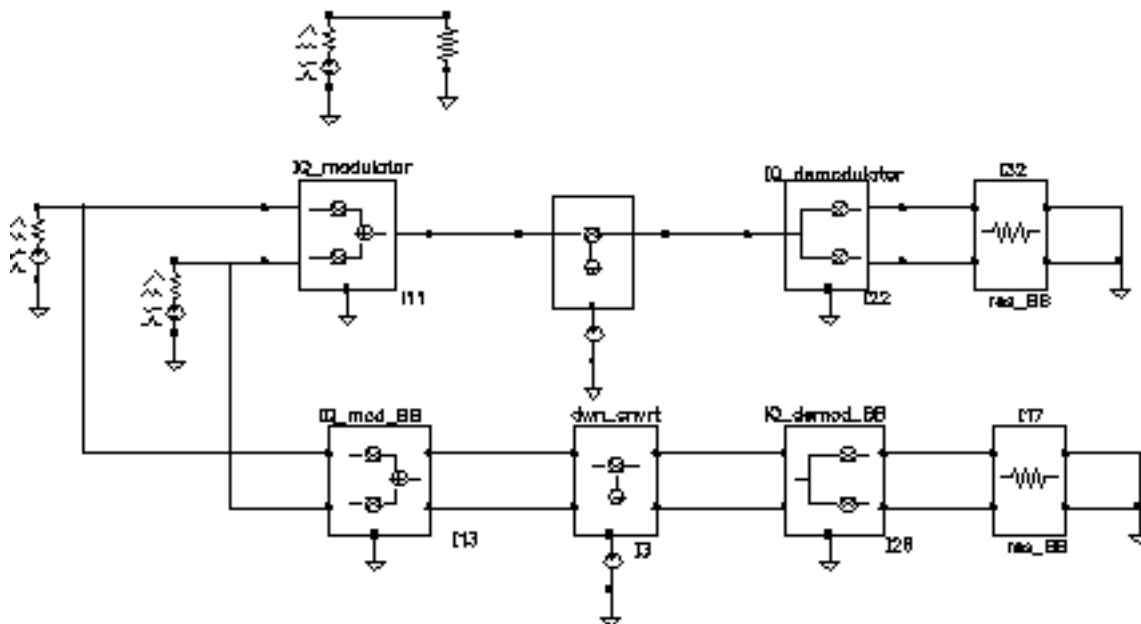 IQ_modulator
IQ_demodulator
I32
I11
I22
res_BB
IQ_mod_BB
dwn_cnvrt
IQ_demod_BB
I17
I13
I3
I28
res_BB